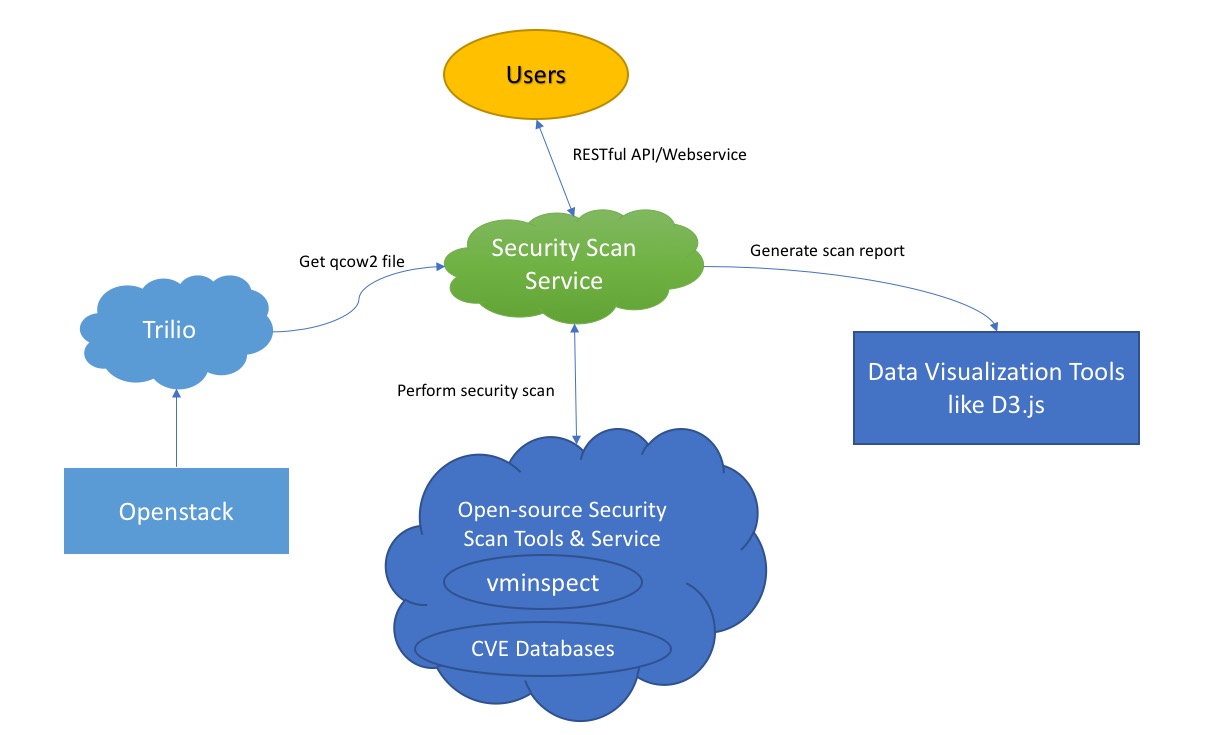 Users
RESTful API/Webservice
Security Scan
Service
Generate scan report
Get qcow2 file
Trilio
Data Visualization Tools
like D3.js
Perform security scan
Openstack
Open-source Security
Scan Tools & Service
vminspect
CVE Databases